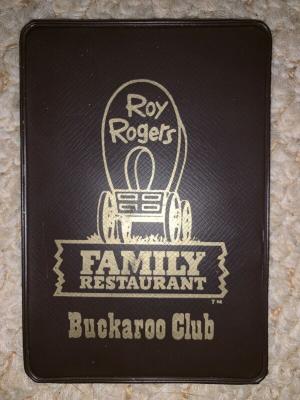 Roy
Rogers
FAMILY
RESTAURANT
TM
Buckaroo Club